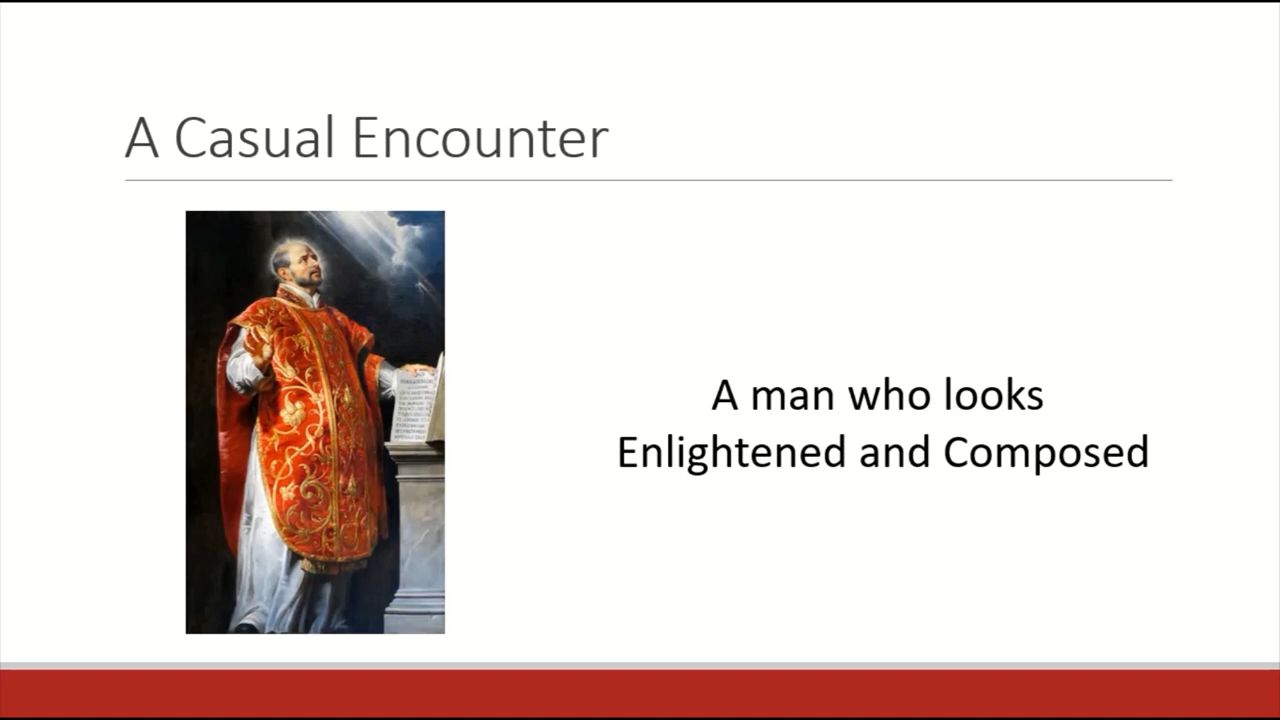 A Casual Encounter
A man who looks
Enlightened and Composed